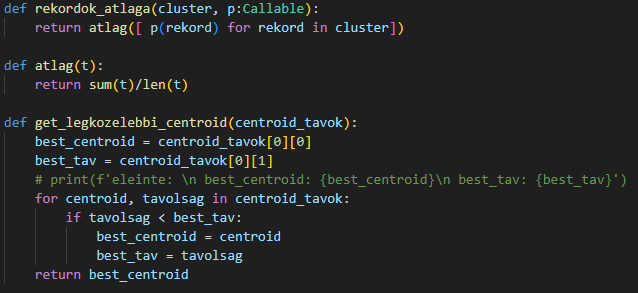 def rekordok_atlaga(cluster, p:Callable):
    return atlag([ p(rekord) for rekord in cluster])
def atlag(t):
    return sum(t)/len(t)
def get_legkozelebbi_centroid(centroid_tavok):
    best_centroid = centroid_tavok[0][0]
    best_tav = centroid_tavok[0][1]
    # print(f'eleinte: \n best_centroid: {best_centroid}\n best_tav: {best_tav}')
    for centroid, tavolsag in centroid_tavok:
        if tavolsag < best_tav:
            best_centroid = centroid
            best_tav = tavolsag
    return best_centroid